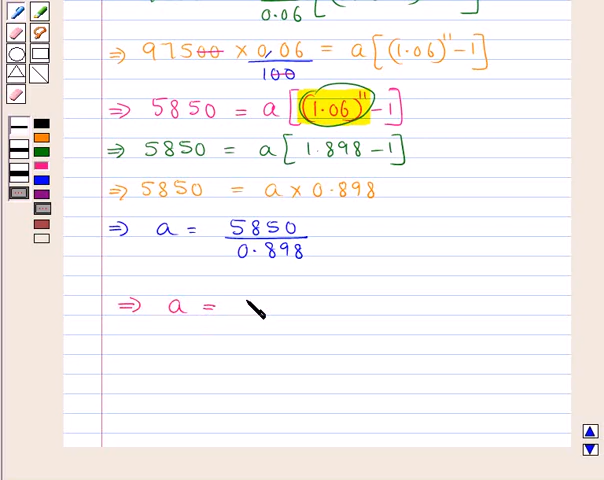 0.06 [
⇒ 97500 × 0.06 = a[(1.06)¹¹ - 1]
100
⇒ 5850 = a[(1.06)¹¹ - 1]
⇒ 5850 = a[1.898 - 1]
⇒ 5850 = a × 0.898
⇒ a = 5850
0.898
⇒ a =